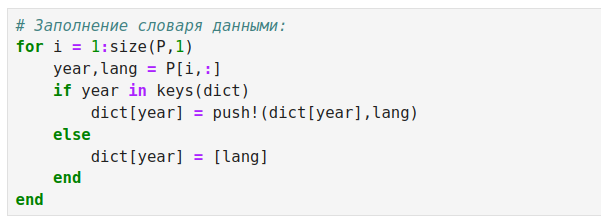 # Заполнение словаря данными:
for i = 1:size(P,1)
    year,lang = P[i,:]
    if year in keys(dict)
        dict[year] = push!(dict[year],lang)
    else
        dict[year] = [lang]
    end
end